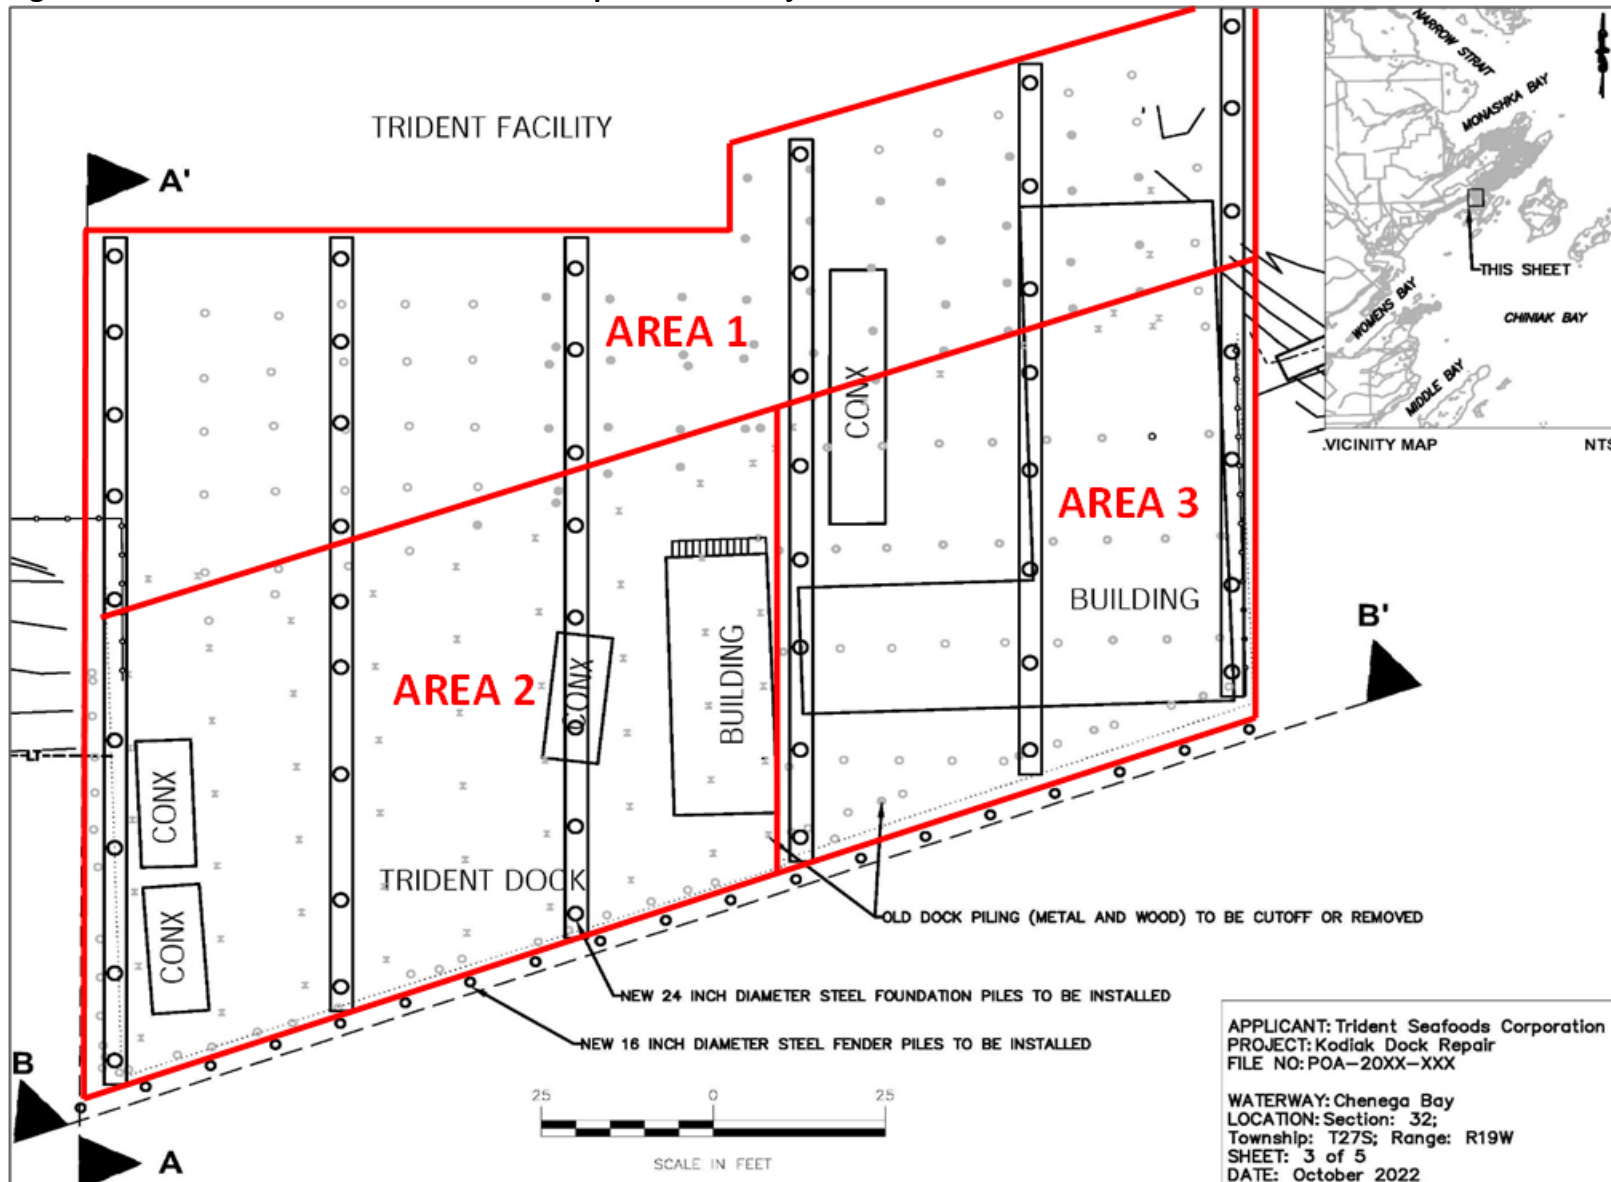 NARROW STRAIT
MONASHKA BAY
TRIDENT FACILITY
A'
THIS SHEET
WOMENS BAY
CHINIAK BAY
AREA 1
CONX
MIDDLE BAY
VICINITY MAP
NTS
AREA 3
BUILDING
B'
AREA 2
CONX
BUILDING
LT
CONX
TRIDENT DOCK
CONX
OLD DOCK PILING (METAL AND WOOD) TO BE CUTOFF OR REMOVED
NEW 24 INCH DIAMETER STEEL FOUNDATION PILES TO BE INSTALLED
NEW 16 INCH DIAMETER STEEL FENDER PILES TO BE INSTALLED
B
A
25 0 25
SCALE IN FEET
APPLICANT: Trident Seafoods Corporation
PROJECT: Kodiak Dock Repair
FILE NO: POA-20XX-XXX
WATERWAY: Chenega Bay
LOCATION: Section: 32;
Township: T27S; Range: R19W
SHEET: 3 of 5
DATE: October 2022